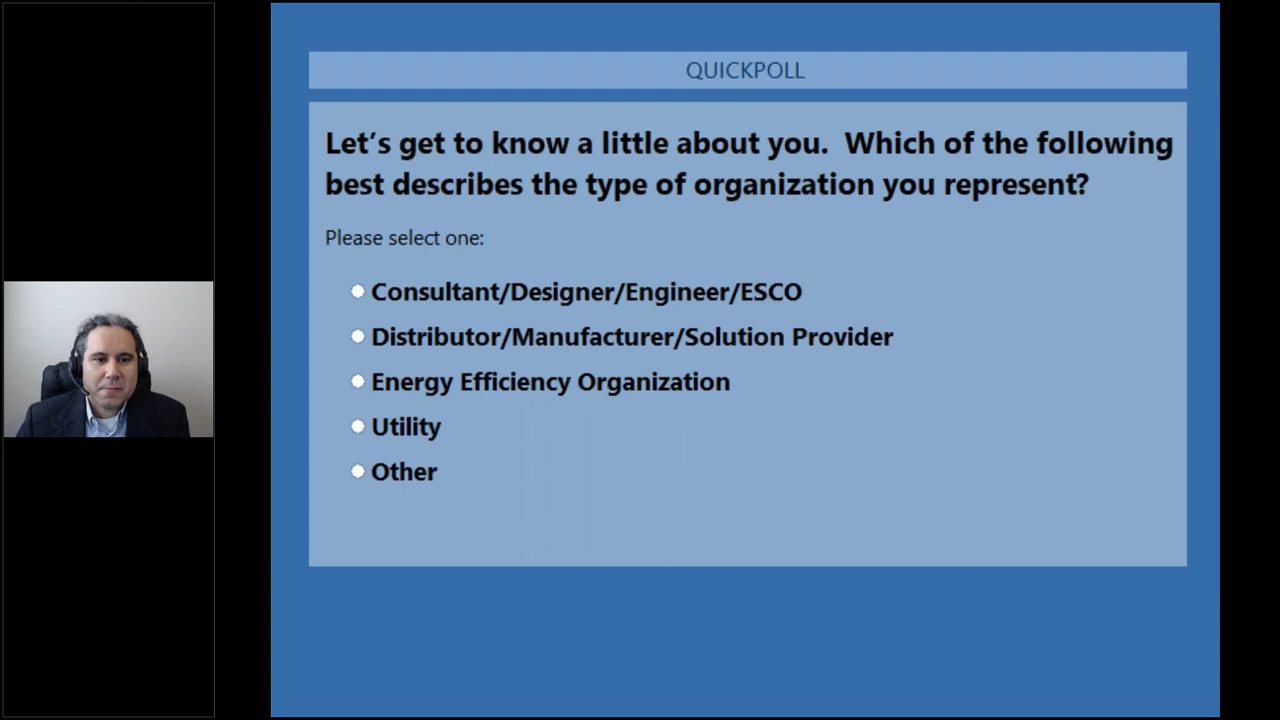 QUICKPOLL
Let’s get to know a little about you.  Which of the following
best describes the type of organization you represent?
Please select one:
Consultant/Designer/Engineer/ESCO
Distributor/Manufacturer/Solution Provider
Energy Efficiency Organization
Utility
Other